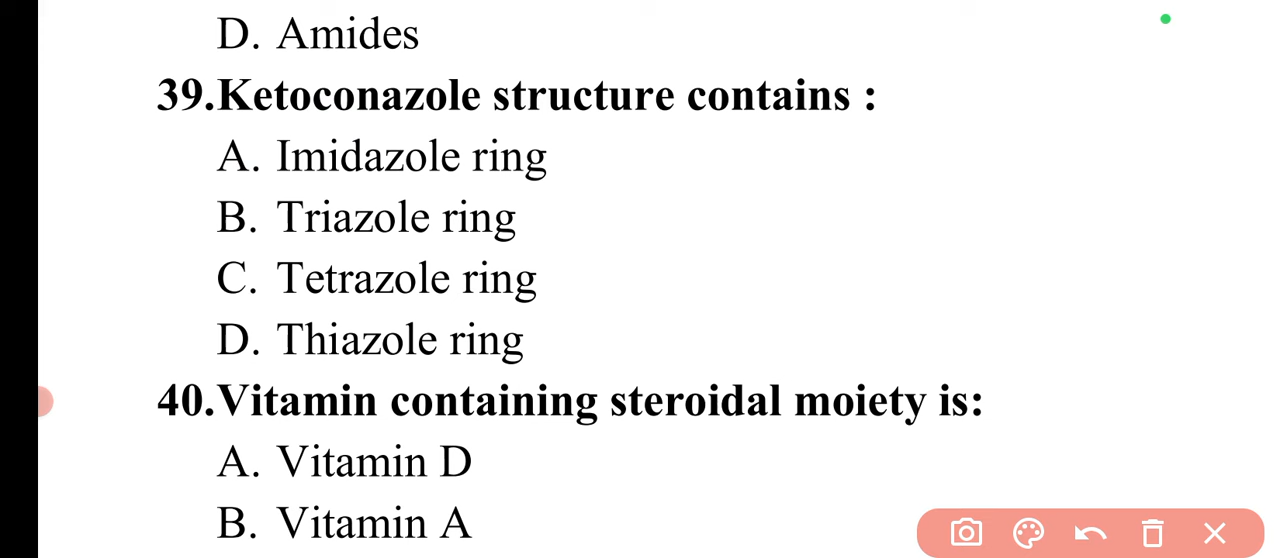 D. Amides
39.Ketoconazole structure contains :
A. Imidazole ring
B. Triazole ring
C. Tetrazole ring
D. Thiazole ring
40.Vitamin containing steroidal moiety is:
A. Vitamin D
B. Vitamin A